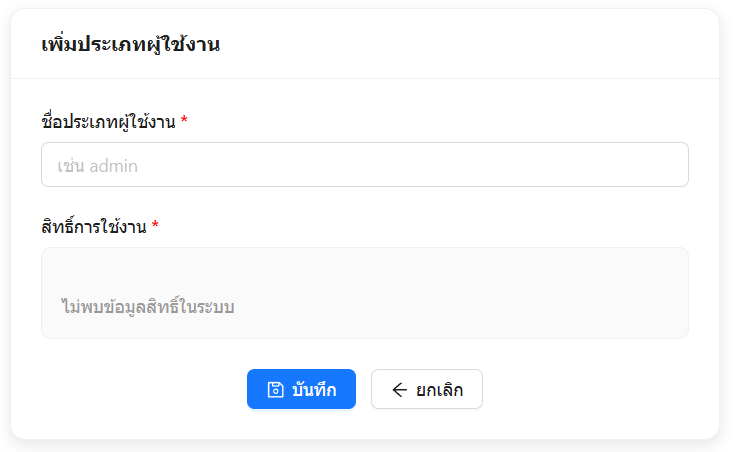 เพิ่มประเภทผู้ใช้งาน
ชื่อประเภทผู้ใช้งาน *
เช่น admin
สิทธิ์การใช้งาน *
ไม่พบข้อมูลสิทธิ์ในระบบ
บันทึก
ยกเลิก